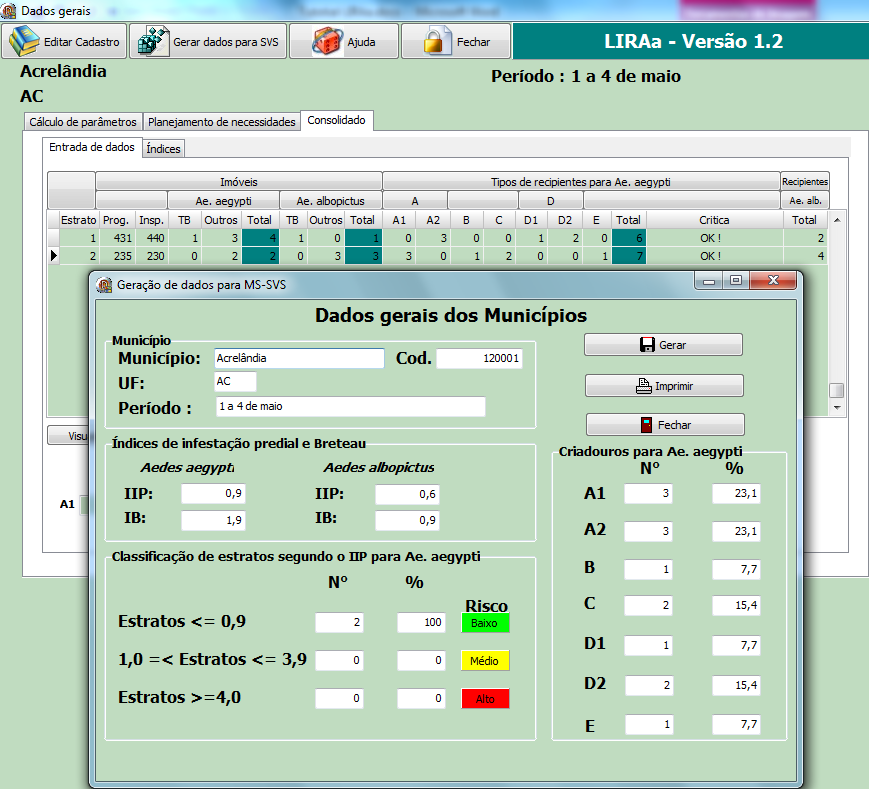 Dados gerais
Editar Cadastro Gerar dados para SVS Ajuda Fechar LIRAa - Versão 1.2
Acrelândia
Período : 1 a 4 de maio
AC
Cálculo de parâmetros Planejamento de necessidades Consolidado
Entrada de dados Índices
Imóveis Tipos de recipientes para Ae. aegypti Recipientes
Ae. aegypti Ae. albopictus A D Ae. alb.
Estrato Prog. Insp. TB Outros Total TB Outros Total A1 A2 B C D1 D2 E Total Critica Total
1 431 440 1 3 4 1 0 1 0 3 0 0 1 2 0 6 OK ! 2
2 235 230 0 2 2 0 3 3 3 0 1 2 0 0 1 7 OK ! 4
Geração de dados para MS-SVS
Dados gerais dos Municípios
Município
Município: Acrelândia Cod. 120001
UF: AC
Período : 1 a 4 de maio
Gerar
Imprimir
Fechar
Visu
A1
Índices de infestação predial e Breteau
Aedes aegypti Aedes albopictus
IIP: 0,9 IIP: 0,6
IB: 1,9 IB: 0,9
Classificação de estratos segundo o IIP para Ae. aegypti
Nº %
Risco
Estratos <= 0,9 2 100 Baixo
1,0 =< Estratos <= 3,9 0 0 Médio
Estratos >=4,0 0 0 Alto
Criadouros para Ae. aegypti
Nº %
A1 3 23,1
A2 3 23,1
B 1 7,7
C 2 15,4
D1 1 7,7
D2 2 15,4
E 1 7,7